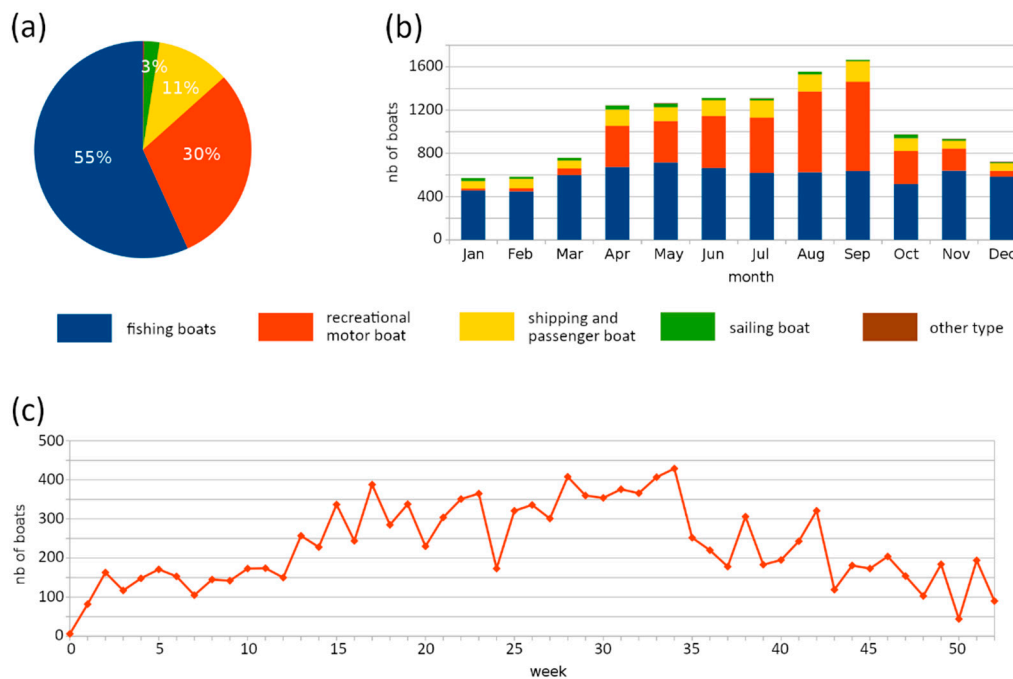 (a)
3%
11%
30%
55%
(b)
nb of boats
1600
1200
800
400
0
Jan Feb Mar Apr May Jun Jul Aug Sep Oct Nov Dec
month
fishing boats
recreational
motor boat
shipping and
passenger boat
sailing boat
other type
(c)
nb of boats
500
400
300
200
100
0
0 5 10 15 20 25 30 35 40 45 50
week